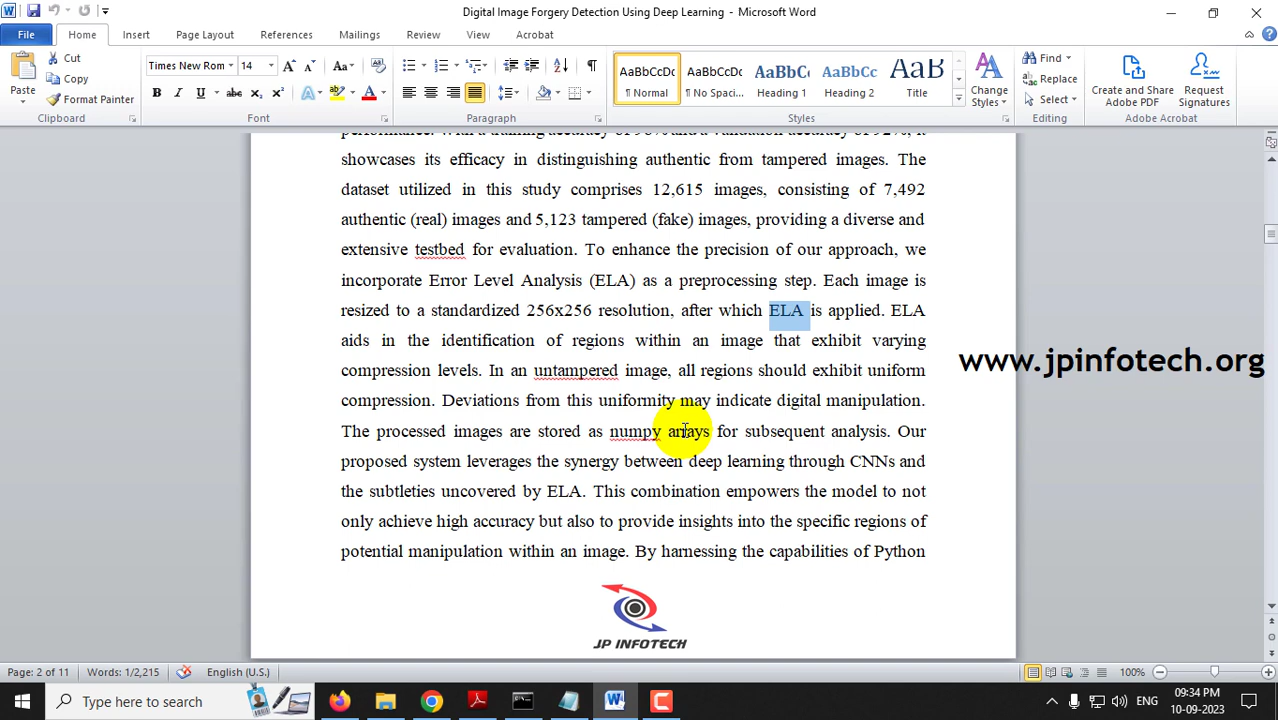 Digital Image Forgery Detection Using Deep Learning - Microsoft Word
File Home Insert Page Layout References Mailings Review View Acrobat
Paste Cut Copy Format Painter Clipboard
Times New Rom 14 Aa
B I U abc X₂ X² A A Font
Paragraph
AaBbCcDc ¶ Normal
AaBbCcDc ¶ No Spaci...
AaBbC Heading 1
AaBbCc Heading 2
AaB Title
Change Styles
Styles
Find Replace Select Editing
Create and Share Adobe PDF
Request Signatures
Adobe Acrobat
showcases its efficacy in distinguishing authentic from tampered images. The
dataset utilized in this study comprises 12,615 images, consisting of 7,492
authentic (real) images and 5,123 tampered (fake) images, providing a diverse and
extensive testbed for evaluation. To enhance the precision of our approach, we
incorporate Error Level Analysis (ELA) as a preprocessing step. Each image is
resized to a standardized 256x256 resolution, after which ELA is applied. ELA
aids in the identification of regions within an image that exhibit varying
compression levels. In an untampered image, all regions should exhibit uniform
compression. Deviations from this uniformity may indicate digital manipulation.
The processed images are stored as numpy arrays for subsequent analysis. Our
proposed system leverages the synergy between deep learning through CNNs and
the subtleties uncovered by ELA. This combination empowers the model to not
only achieve high accuracy but also to provide insights into the specific regions of
potential manipulation within an image. By harnessing the capabilities of Python
www.jpinfotech.org
JP INFOTECH
Page: 2 of 11 Words: 1/2,215 English (U.S.) 100%
Type here to search
ENG 09:34 PM 10-09-2023